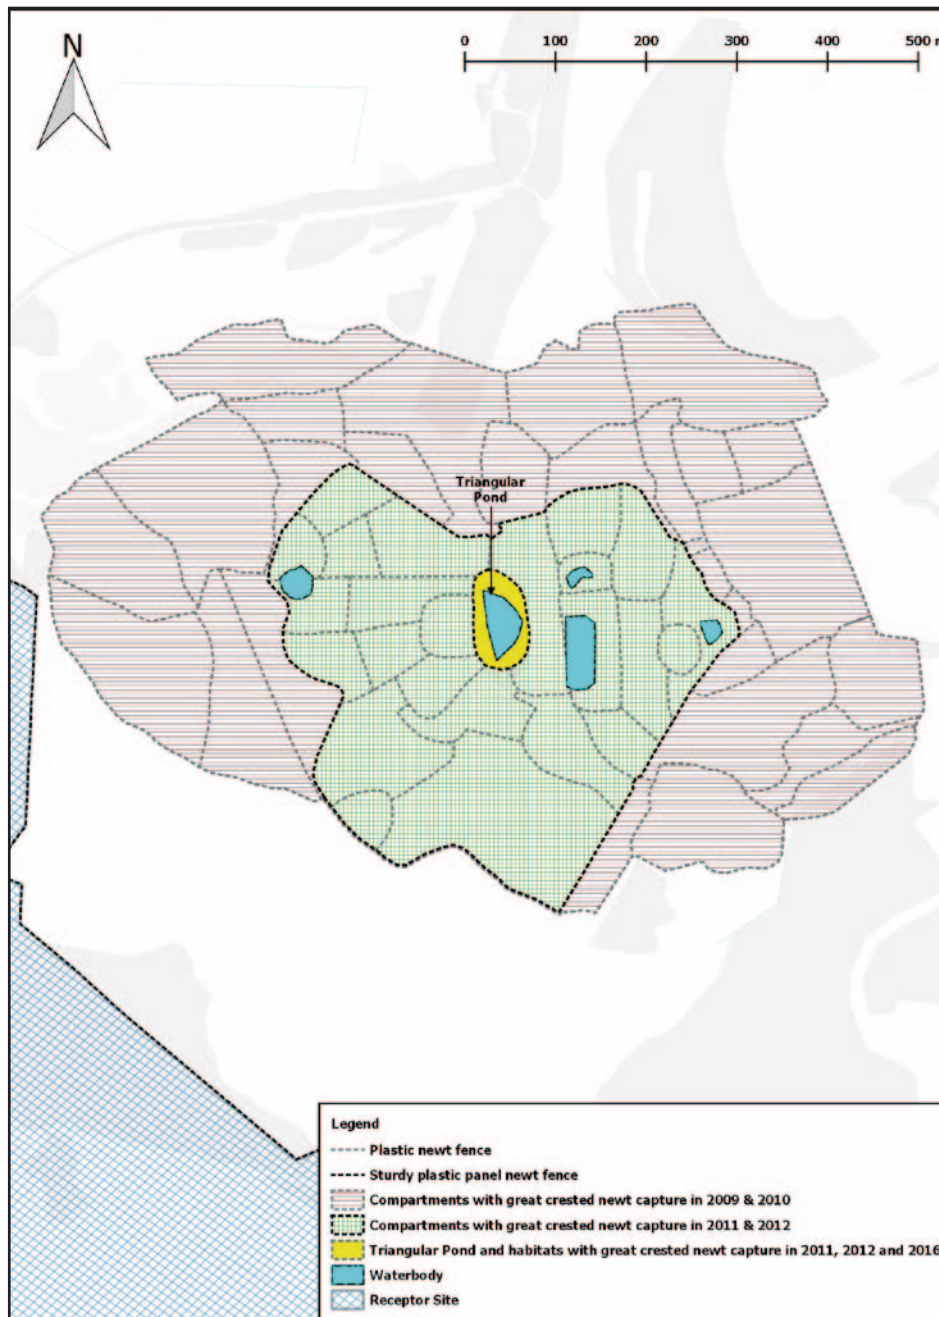 N
0 100 200 300 400 500 m
Triangular
Pond
Legend
Plastic newt fence
Sturdy plastic panel newt fence
Compartments with great crested newt capture in 2009 & 2010
Compartments with great crested newt capture in 2011 & 2012
Triangular Pond and habitats with great crested newt capture in 2011, 2012 and 2016
Waterbody
Receptor Site